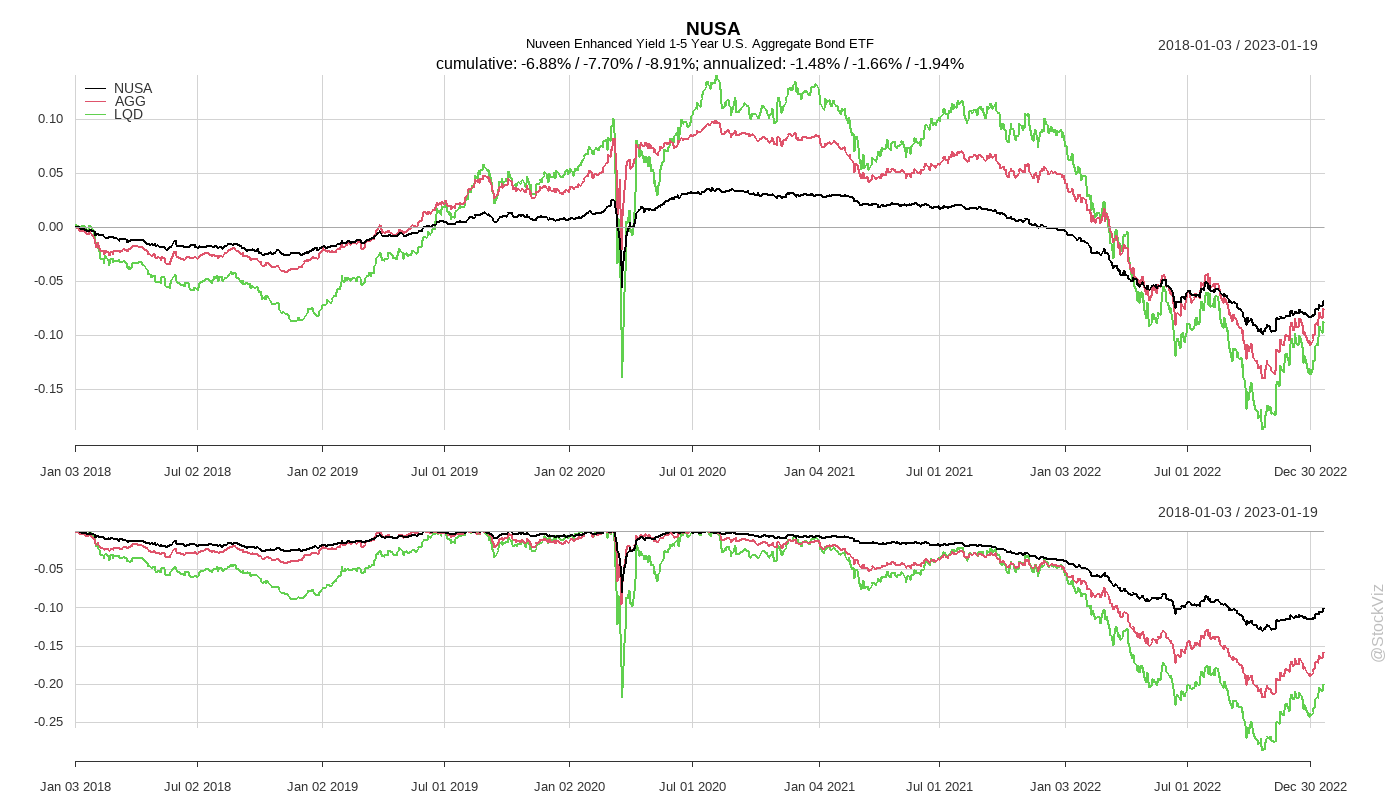 NUSA
Nuveen Enhanced Yield 1-5 Year U.S. Aggregate Bond ETF
2018-01-03 / 2023-01-19
cumulative: -6.88% / -7.70% / -8.91%; annualized: -1.48% / -1.66% / -1.94%
NUSA
AGG
LQD
0.10
0.05
0.00
-0.05
-0.10
-0.15
Jan 03 2018 Jul 02 2018 Jan 02 2019 Jul 01 2019 Jan 02 2020 Jul 01 2020 Jan 04 2021 Jul 01 2021 Jan 03 2022 Jul 01 2022 Dec 30 2022
2018-01-03 / 2023-01-19
-0.05
-0.10
-0.15
-0.20
-0.25
Jan 03 2018 Jul 02 2018 Jan 02 2019 Jul 01 2019 Jan 02 2020 Jul 01 2020 Jan 04 2021 Jul 01 2021 Jan 03 2022 Jul 01 2022 Dec 30 2022
@StockViz